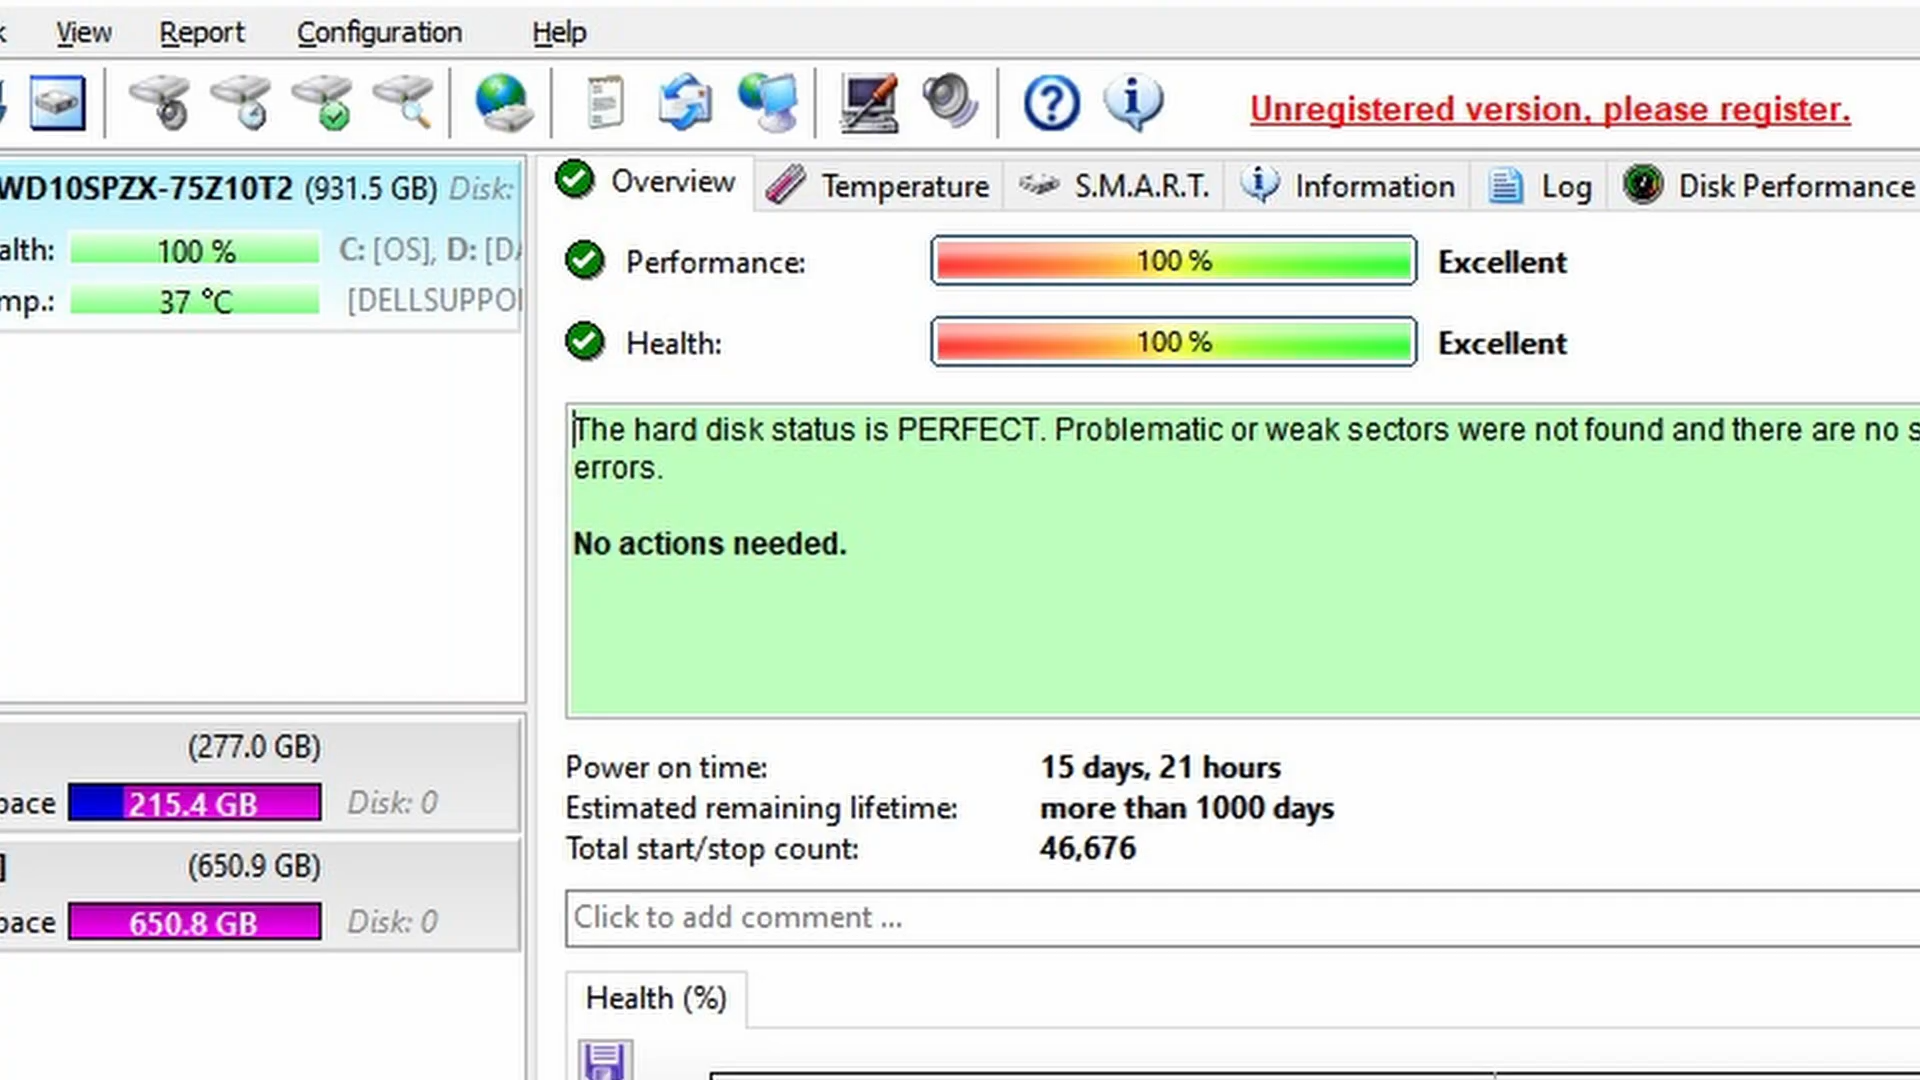 View Report Configuration Help
Unregistered version, please register.
WD10SPZX-75Z10T2 (931.5 GB) Disk:
alth: 100 % C: [OS], D: [DA
mp.: 37 °C [DELLSUPPO
Overview Temperature S.M.A.R.T. Information Log Disk Performance
Performance: 100 % Excellent
Health: 100 % Excellent
The hard disk status is PERFECT. Problematic or weak sectors were not found and there are no s
errors.
No actions needed.
(277.0 GB)
pace 215.4 GB Disk: 0
] (650.9 GB)
pace 650.8 GB Disk: 0
Power on time: 15 days, 21 hours
Estimated remaining lifetime: more than 1000 days
Total start/stop count: 46,676
Click to add comment ...
Health (%)